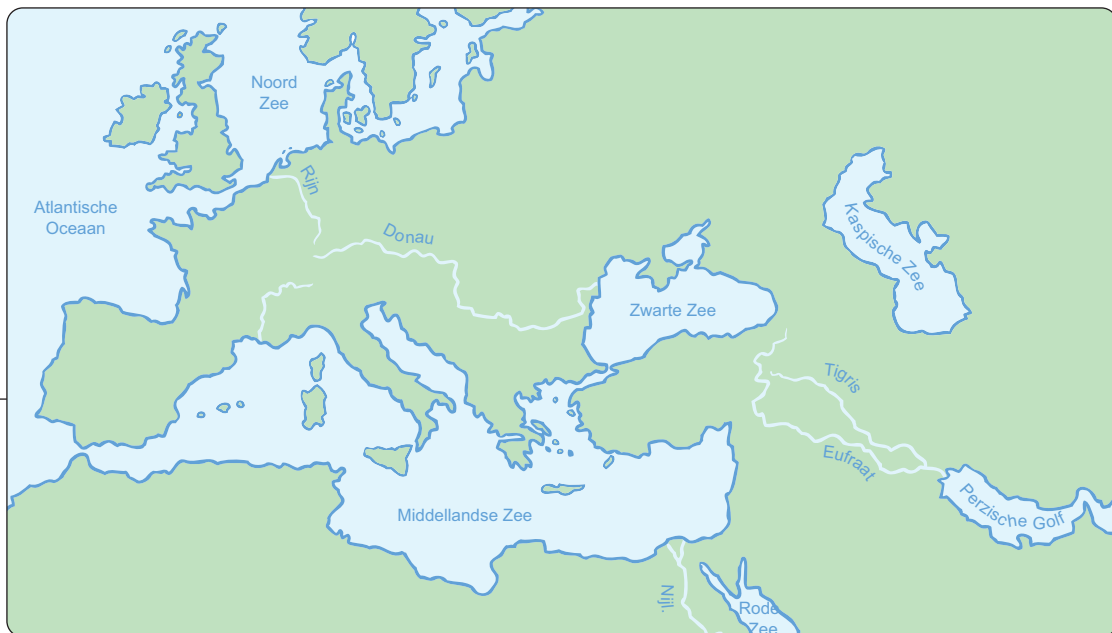 Noord
Zee
Rijn
Atlantische
Oceaan
Donau
Kaspische Zee
Zwarte Zee
Tigris
Eufraat
Perzische Golf
Middellandse Zee
Nijl.
Rode
Zee